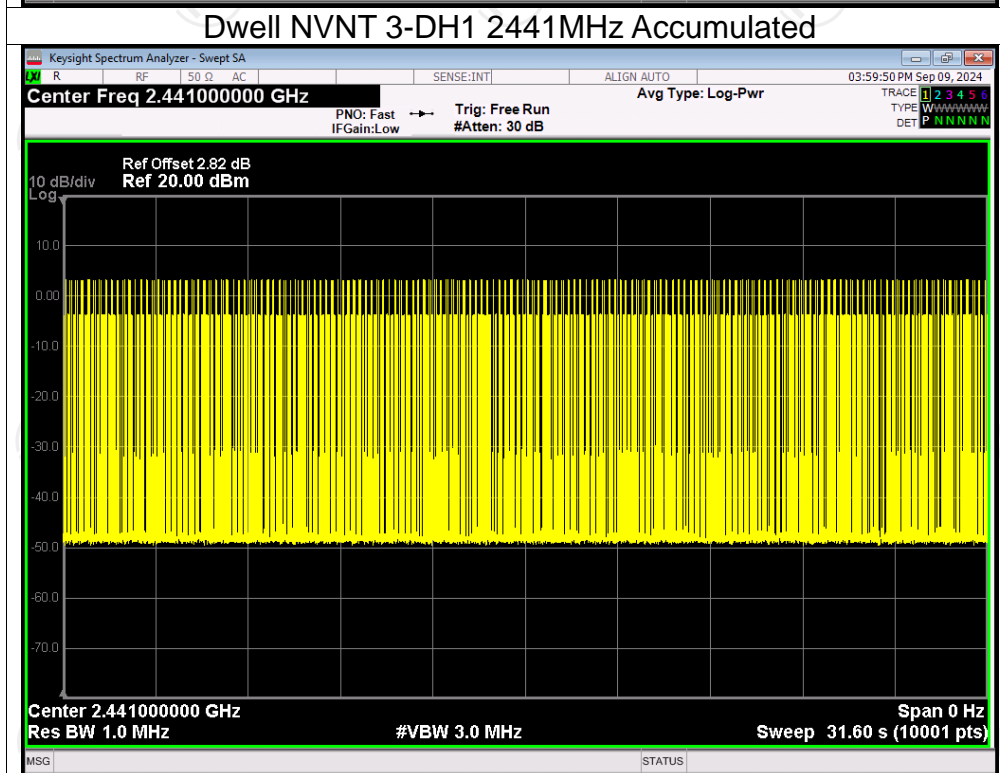 Dwell NVNT 3-DH1 2441MHz Accumulated
Keysight Spectrum Analyzer - Swept SA
LXI R RF 50 Ω AC SENSE:INT ALIGN AUTO 03:59:50 PM Sep 09, 2024
Center Freq 2.441000000 GHz Avg Type: Log-Pwr TRACE 1 2 3 4 5 6
PNO: Fast Trig: Free Run TYPE WWWWWW
IFGain:Low #Atten: 30 dB DET P N N N N N
Ref Offset 2.82 dB
10 dB/div Ref 20.00 dBm
Log
10.0
0.00
-10.0
-20.0
-30.0
-40.0
-50.0
-60.0
-70.0
Center 2.441000000 GHz Span 0 Hz
Res BW 1.0 MHz #VBW 3.0 MHz Sweep 31.60 s (10001 pts)
MSG STATUS